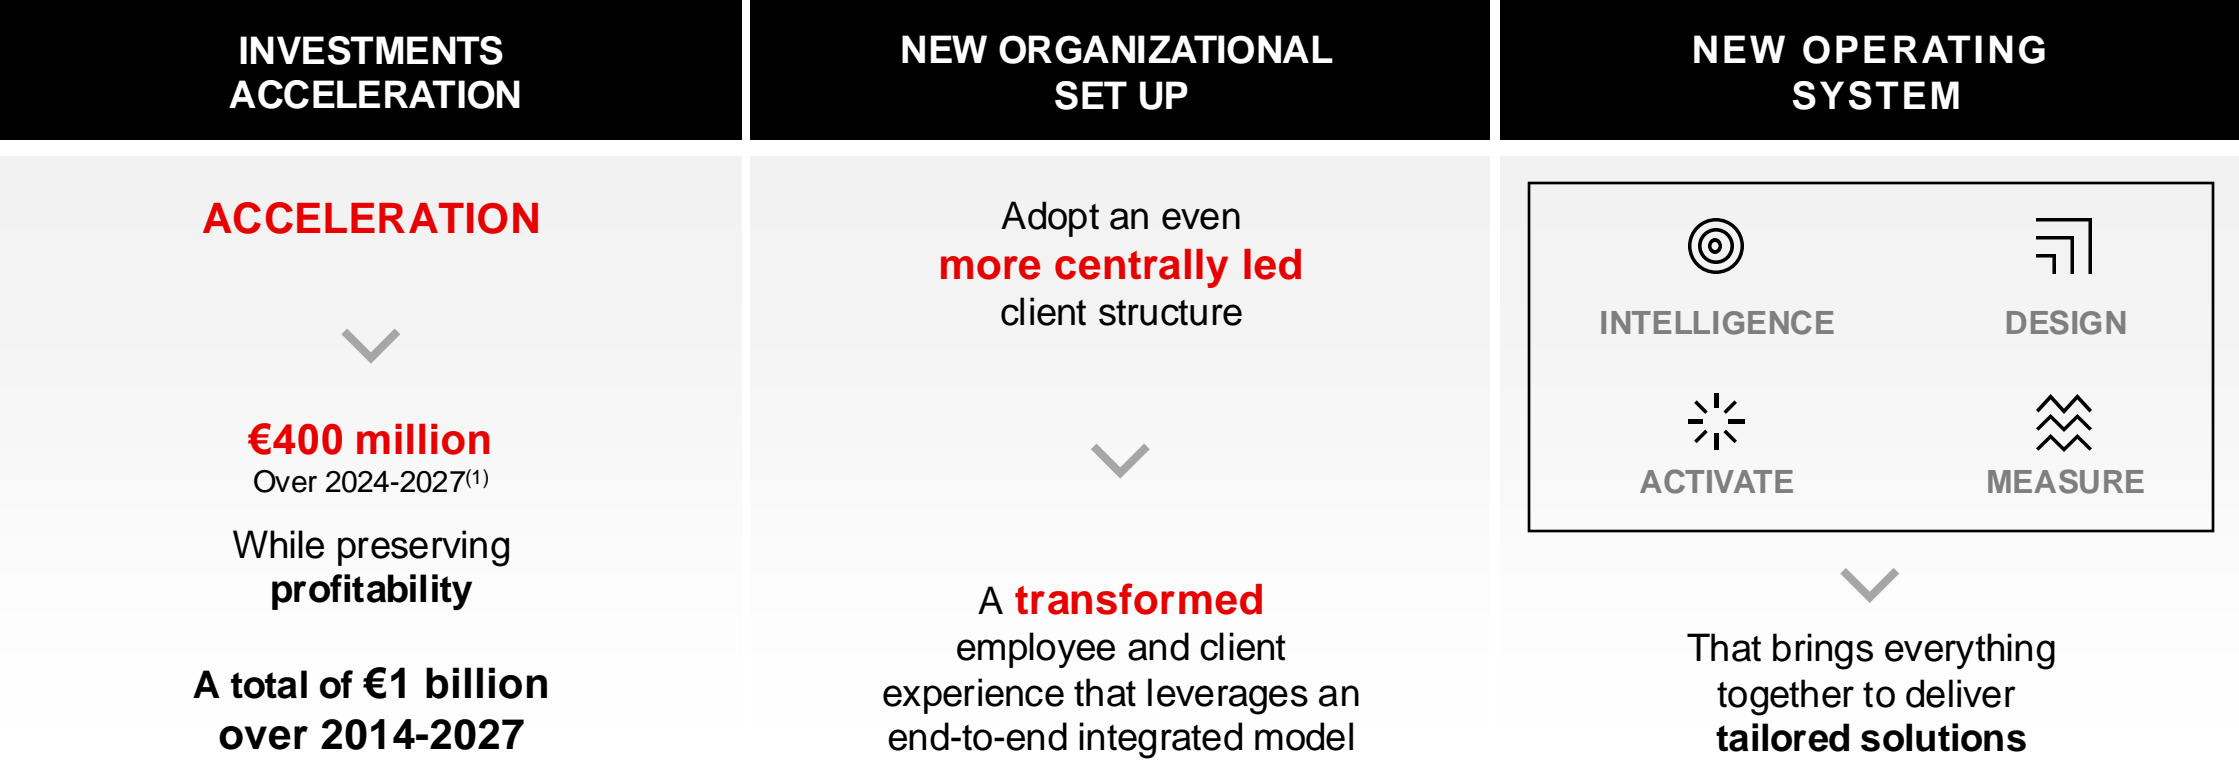 INVESTMENTS
ACCELERATION
ACCELERATION
€400 million
Over 2024-2027(1)
While preserving
profitability
A total of €1 billion
over 2014-2027
NEW ORGANIZATIONAL
SET UP
Adopt an even
more centrally led
client structure
A transformed
employee and client
experience that leverages an
end-to-end integrated model
NEW OPERATING
SYSTEM
INTELLIGENCE
DESIGN
ACTIVATE
MEASURE
That brings everything
together to deliver
tailored solutions